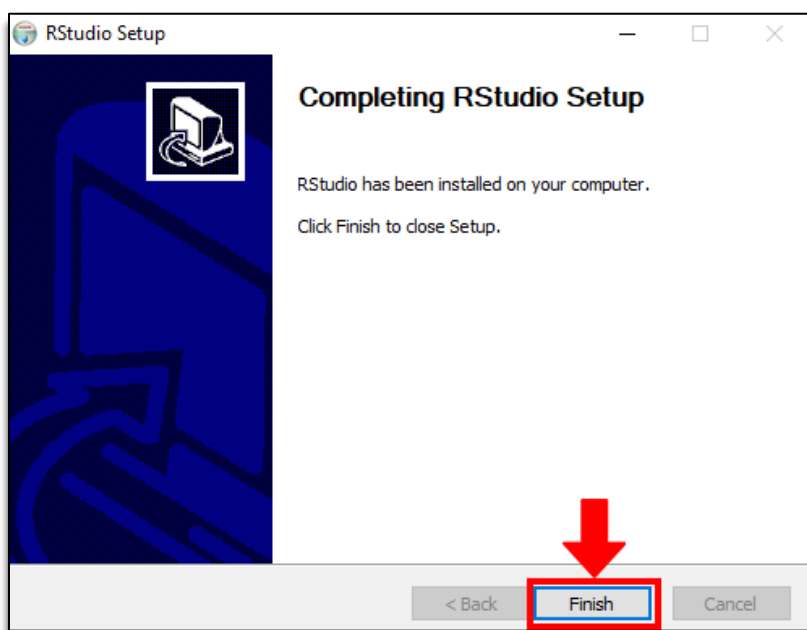 RStudio Setup
Completing RStudio Setup
RStudio has been installed on your computer.
Click Finish to close Setup.
< Back
Finish
Cancel